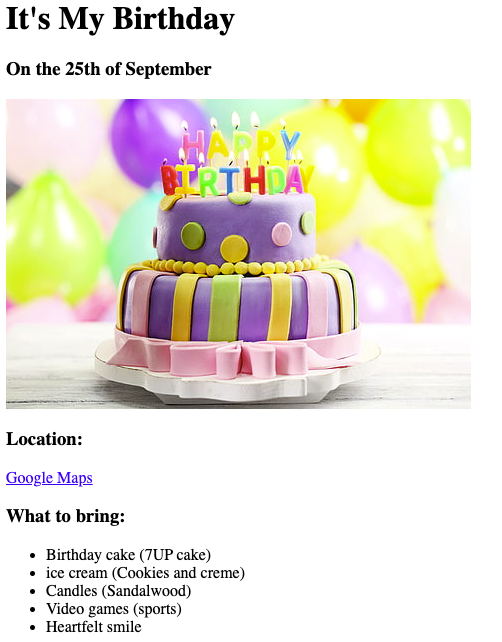 It's My Birthday
On the 25th of September
HAPPY
BIRTHDAY
Location:
Google Maps
What to bring:
Birthday cake (7UP cake)
ice cream (Cookies and creme)
Candles (Sandalwood)
Video games (sports)
Heartfelt smile